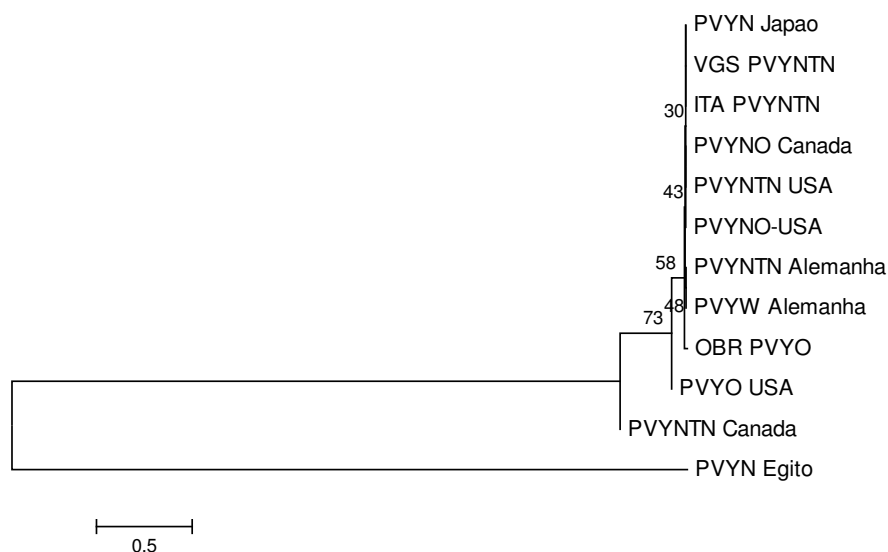 PVYN Japao
VGS PVYNTN
ITA PVYNTN
30
PVYNO Canada
PVYNTN USA
43
PVYNO-USA
58
PVYNTN Alemanha
48
PVYW Alemanha
73
OBR PVYO
PVYO USA
PVYNTN Canada
PVYN Egito
0.5